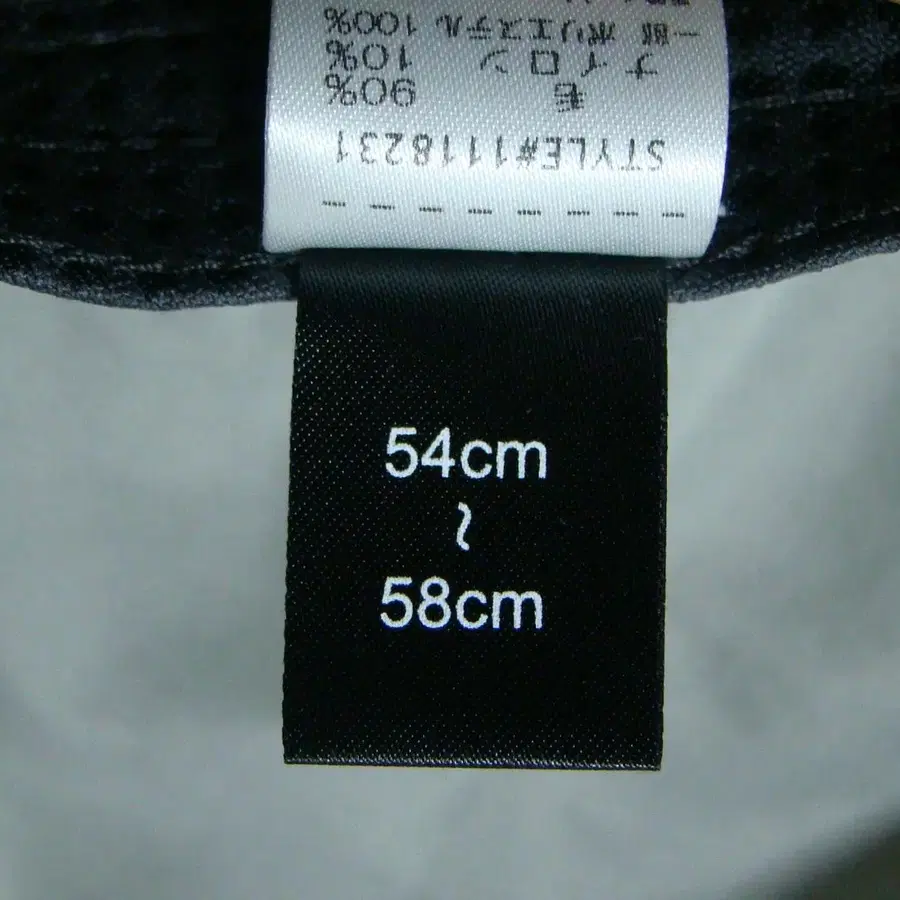 STYLE#1118231
毛 90%
ナイロン 10%
一部 ポリエステル 100%
54cm
~
58cm